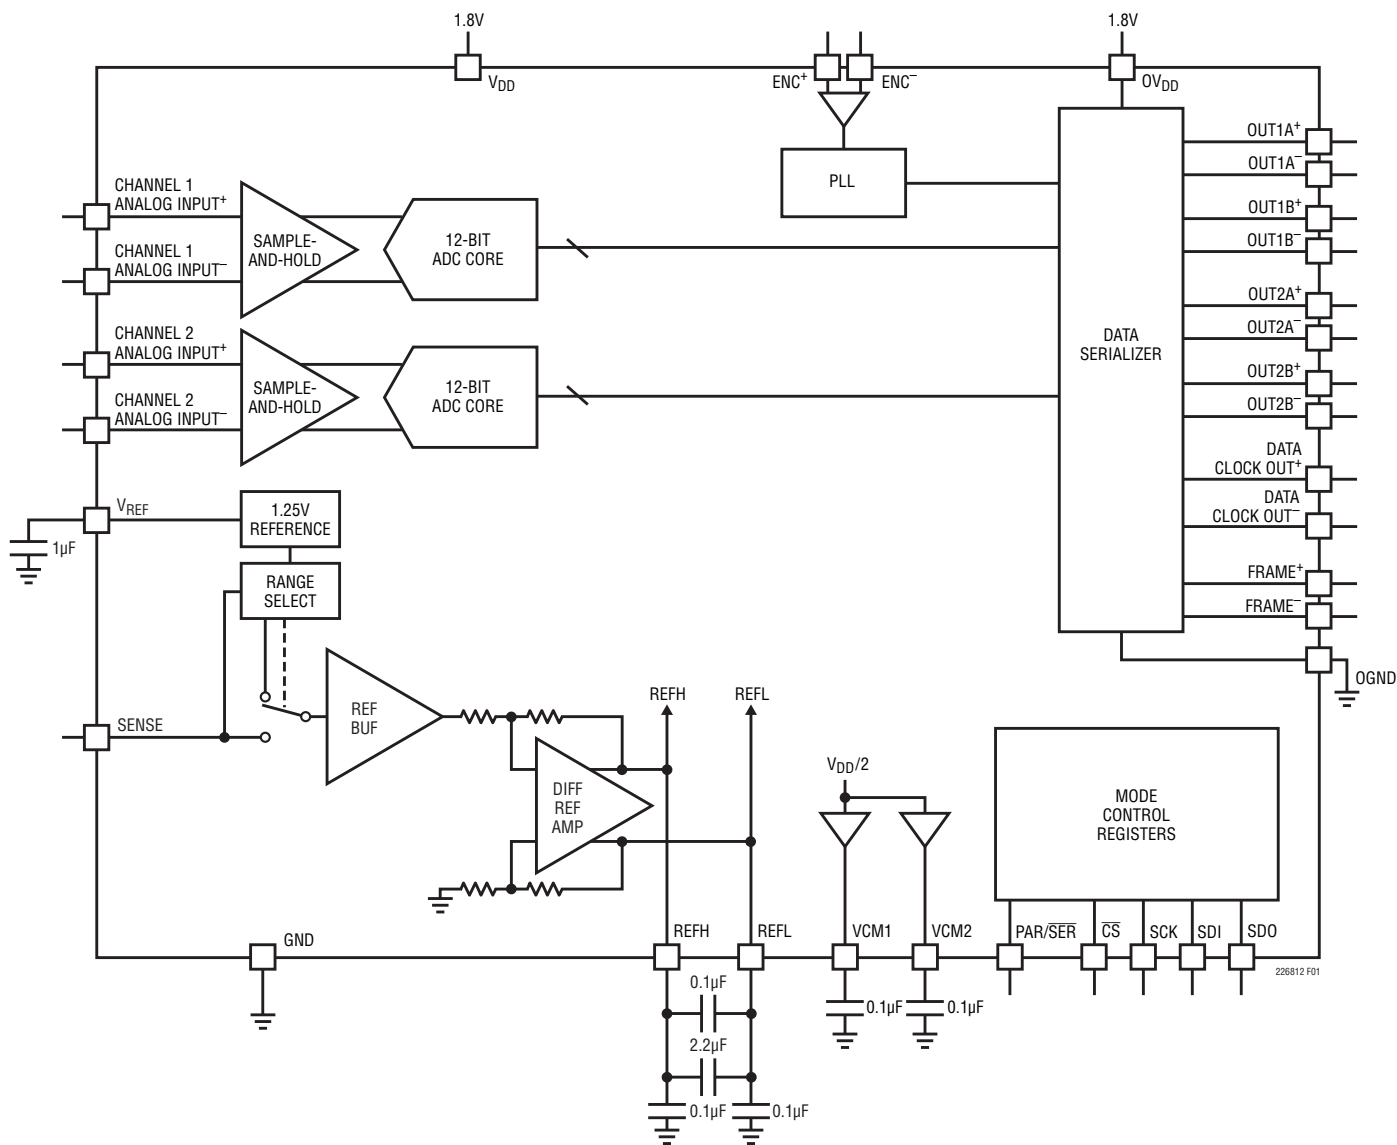 1.8V
1.8V
VDD
ENC+
ENC−
OVDD
OUT1A+
OUT1A−
OUT1B+
OUT1B−
OUT2A+
OUT2A−
OUT2B+
OUT2B−
DATA
CLOCK OUT+
DATA
CLOCK OUT−
FRAME+
FRAME−
OGND
PLL
DATA
SERIALIZER
CHANNEL 1
ANALOG INPUT+
CHANNEL 1
ANALOG INPUT−
SAMPLE-
AND-HOLD
12-BIT
ADC CORE
CHANNEL 2
ANALOG INPUT+
CHANNEL 2
ANALOG INPUT−
SAMPLE-
AND-HOLD
12-BIT
ADC CORE
VREF
1µF
1.25V
REFERENCE
RANGE
SELECT
SENSE
REF
BUF
REFH
REFL
DIFF
REF
AMP
VDD/2
MODE
CONTROL
REGISTERS
GND
REFH
REFL
VCM1
VCM2
PAR/S̅E̅R̅
C̅S̅
SCK
SDI
SDO
226812 F01
0.1µF
0.1µF
0.1µF
2.2µF
0.1µF
0.1µF